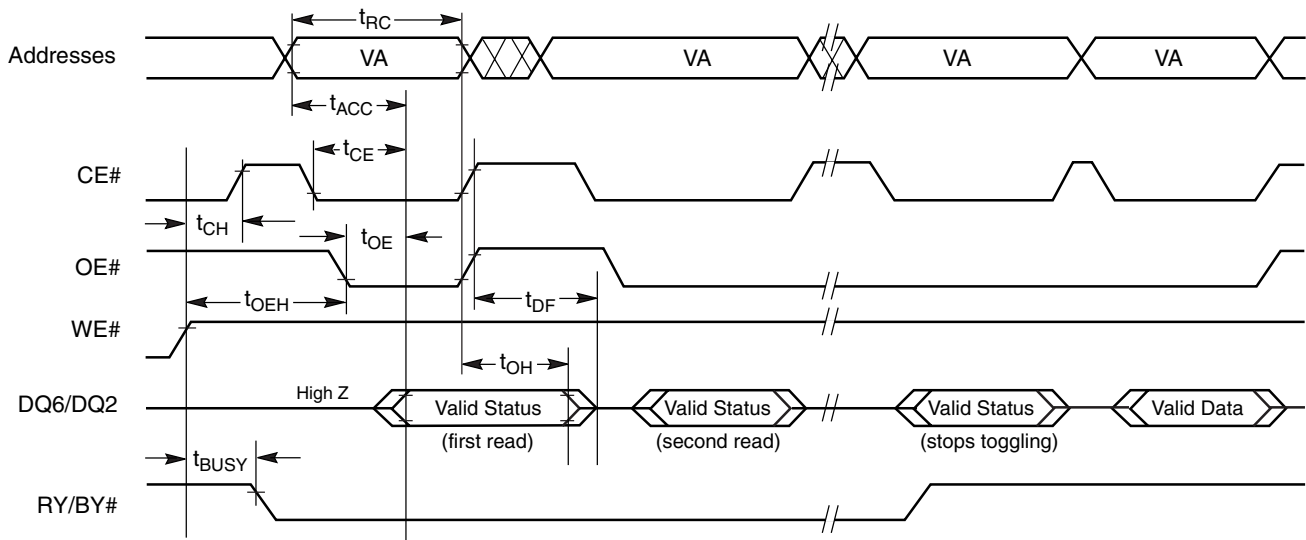 tRC
Addresses VA VA VA VA
tACC
tCE
CE#
tCH tOE
OE#
tOEH tDF
WE#
tOH
High Z
DQ6/DQ2 Valid Status Valid Status Valid Status Valid Data
(first read) (second read) (stops toggling)
tBUSY
RY/BY#